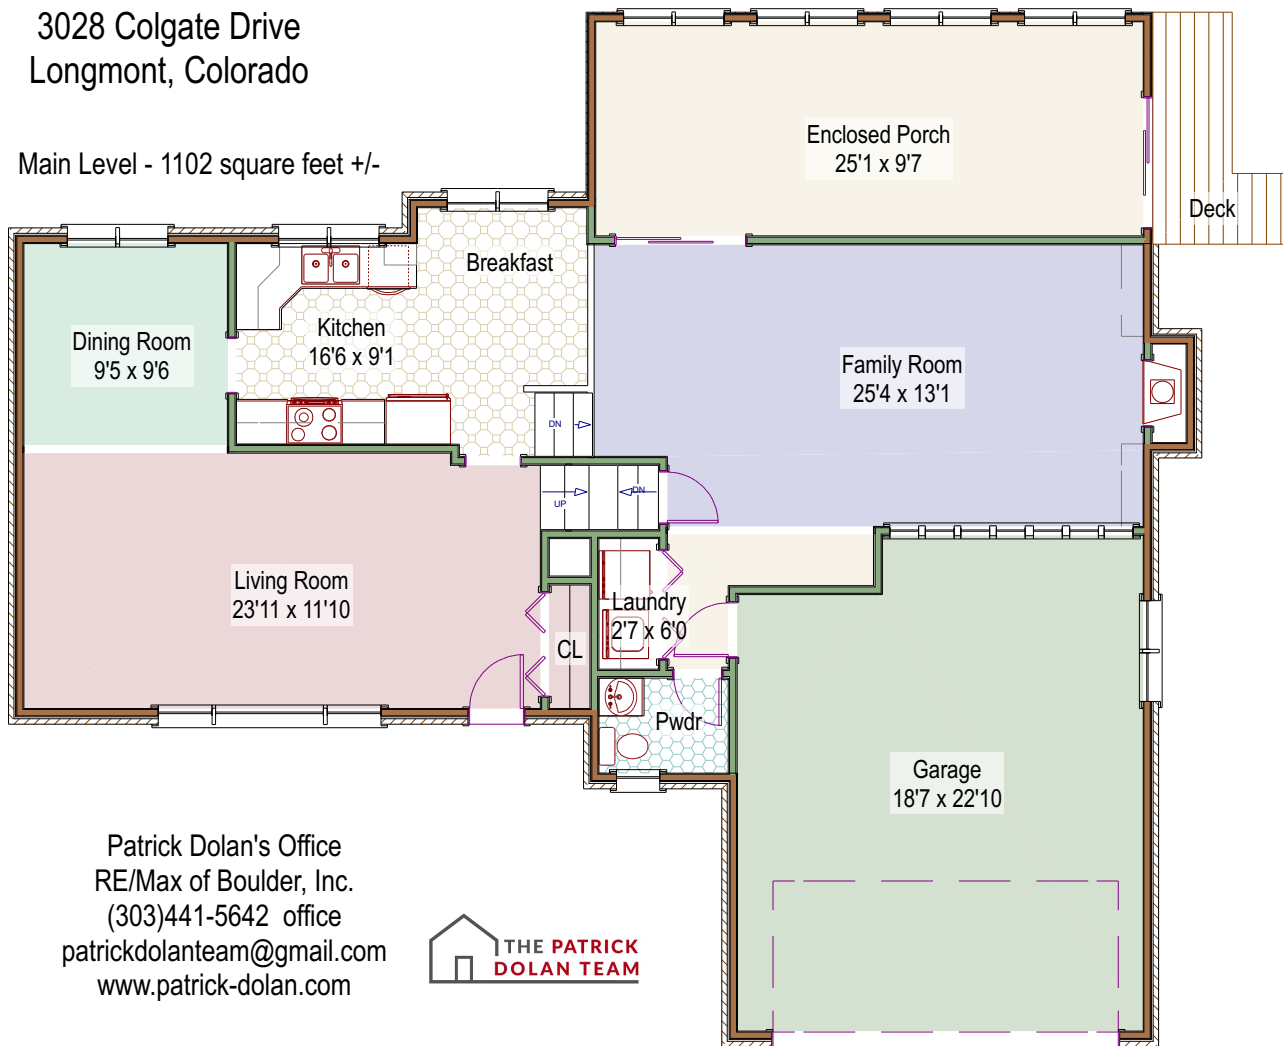 3028 Colgate Drive
Longmont, Colorado
Main Level - 1102 square feet +/-
Enclosed Porch
25'1 x 9'7
Deck
Breakfast
Kitchen
16'6 x 9'1
Dining Room
9'5 x 9'6
Family Room
25'4 x 13'1
DN
UP
DN
Living Room
23'11 x 11'10
Laundry
2'7 x 6'0
CL
Pwdr
Garage
18'7 x 22'10
Patrick Dolan's Office
RE/Max of Boulder, Inc.
(303)441-5642 office
patrickdolanteam@gmail.com
www.patrick-dolan.com
THE PATRICK
DOLAN TEAM